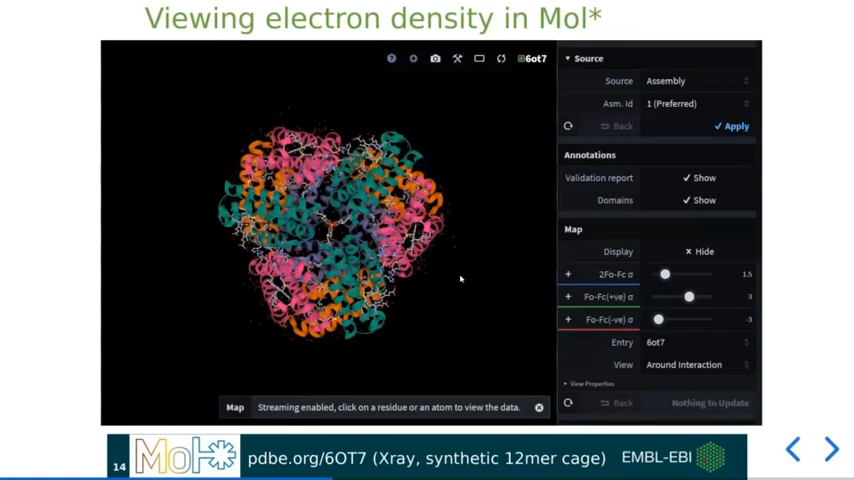 Viewing electron density in Mol*
6ot7
Source
Source Assembly
Asm. Id 1 (Preferred)
Back ✓ Apply
Annotations
Validation report ✓ Show
Domains ✓ Show
Map
Display × Hide
+ 2Fo-Fc σ 1.5
+ Fo-Fc(+ve) σ 3
+ Fo-Fc(-ve) σ -3
Entry 6ot7
View Around Interaction
View Properties
Back Nothing to Update
Map Streaming enabled, click on a residue or an atom to view the data.
14 Mol* pdbe.org/6OT7 (Xray, synthetic 12mer cage) EMBL-EBI